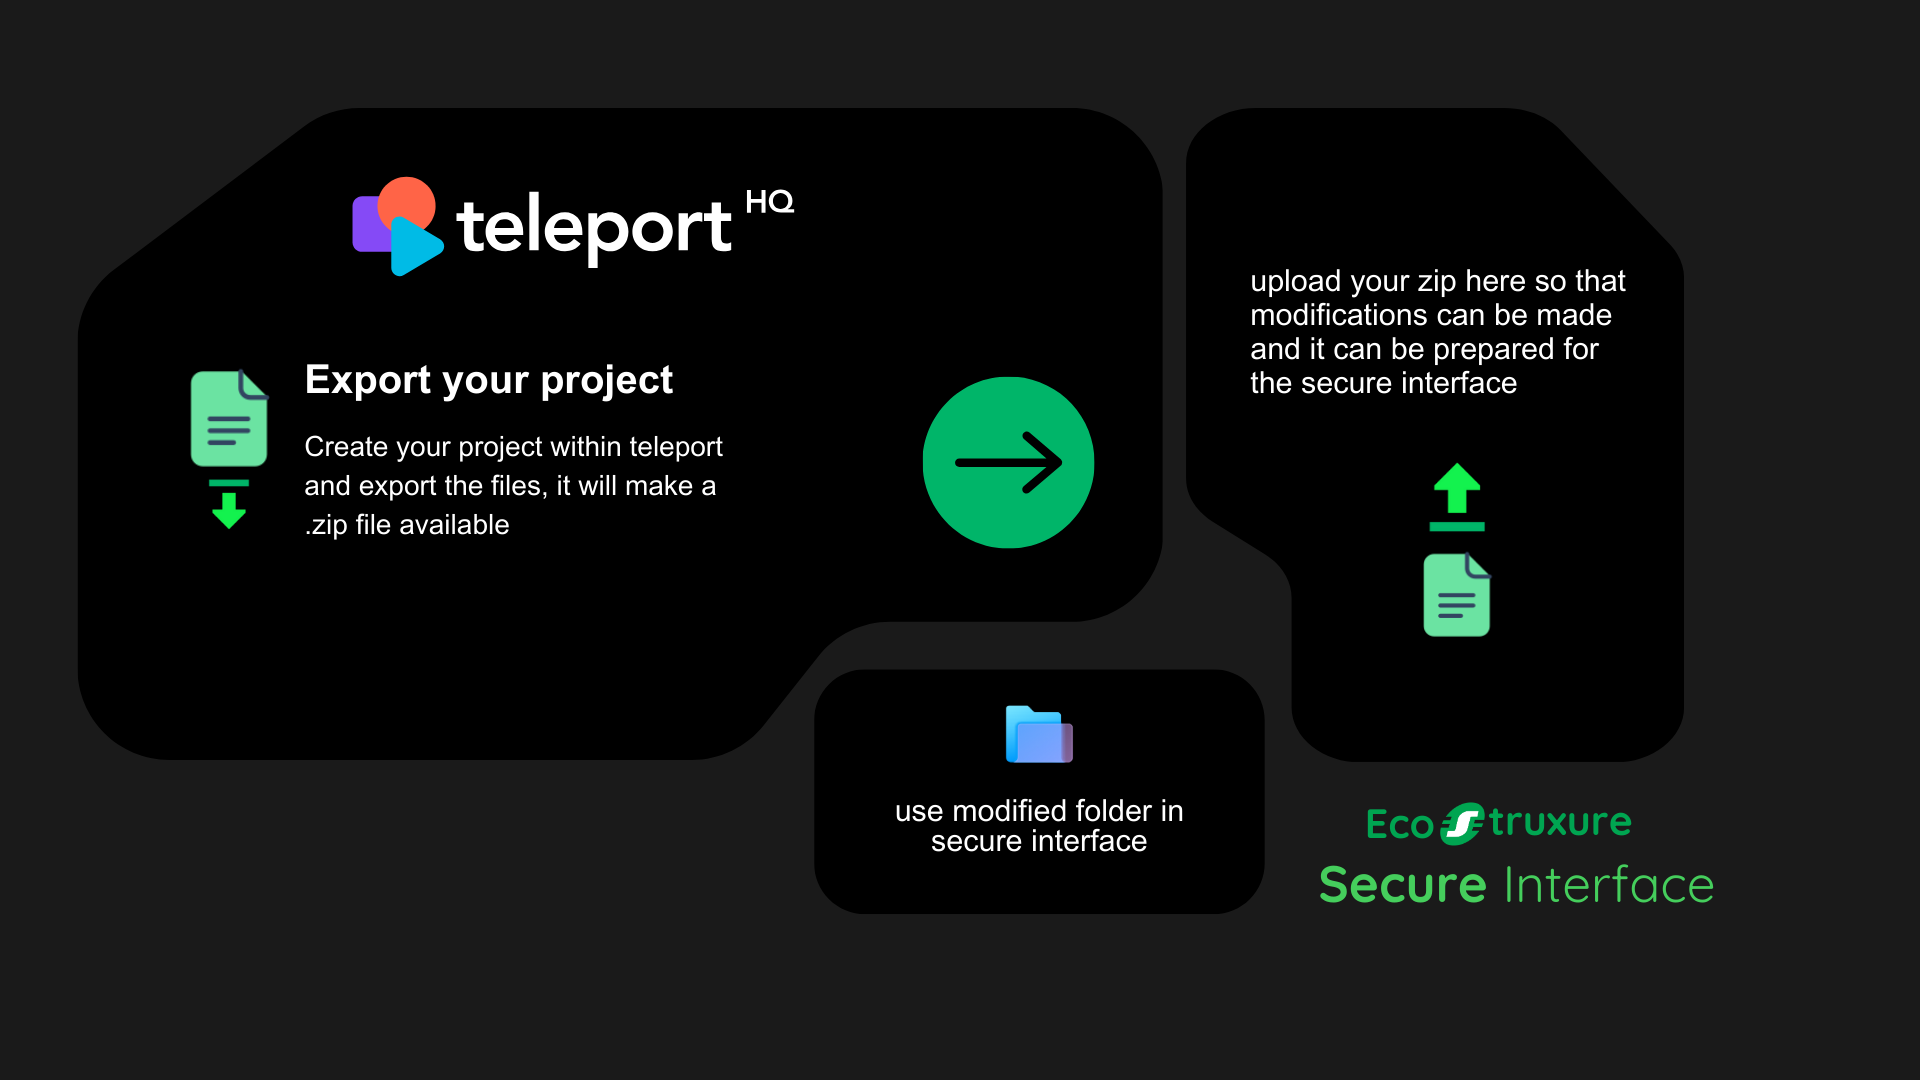 teleport HQ
Export your project
Create your project within teleport
and export the files, it will make a
.zip file available
upload your zip here so that
modifications can be made
and it can be prepared for
the secure interface
use modified folder in
secure interface
Eco truxure
Secure Interface